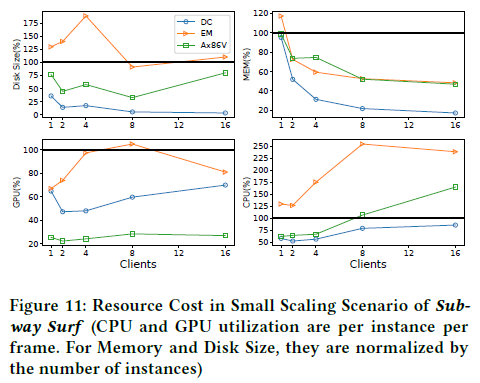 175
150
125
100
75
50
25
0
Disk Size(%)
DC
EM
Ax86V
1 2 4 8 12 16
120
100
80
60
40
20
MEM(%)
1 2 4 8 12 16
100
80
60
40
20
GPU(%)
1 2 4 8 12 16
Clients
250
225
200
175
150
125
100
75
50
CPU(%)
1 2 4 8 12 16
Clients
Figure 11: Resource Cost in Small Scaling Scenario of Sub-
way Surf (CPU and GPU utilization are per instance per
frame. For Memory and Disk Size, they are normalized by
the number of instances)